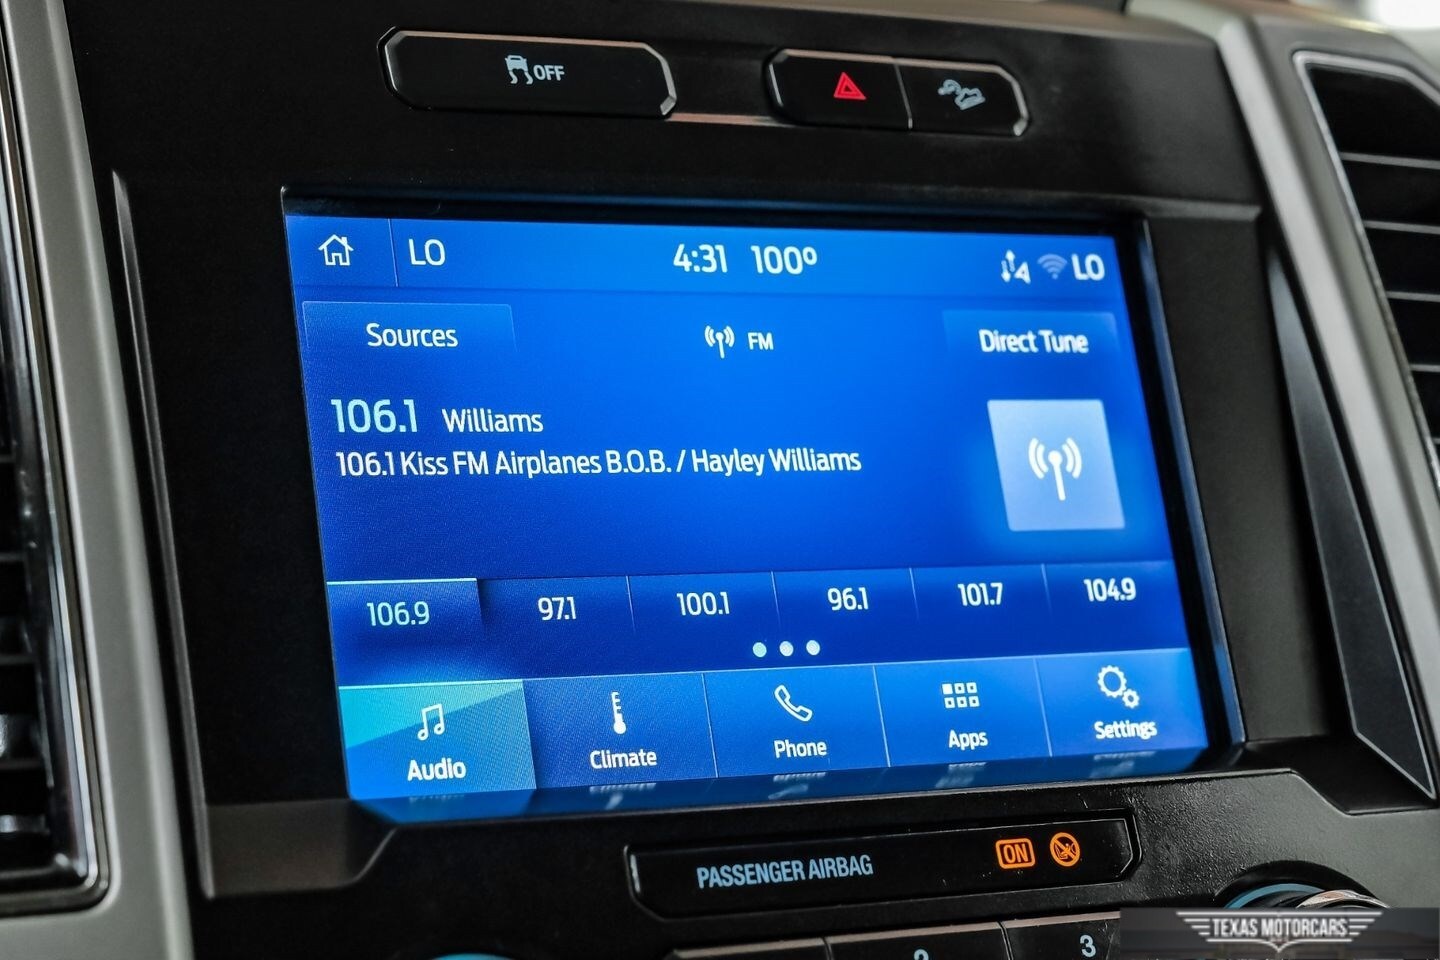 OFF
LO 4:31 100° LO
Sources FM Direct Tune
106.1 Williams
106.1 Kiss FM Airplanes B.O.B. / Hayley Williams
106.9 97.1 100.1 96.1 101.7 104.9
Audio Climate Phone Apps Settings
PASSENGER AIRBAG ON
3
TEXAS MOTORCARS